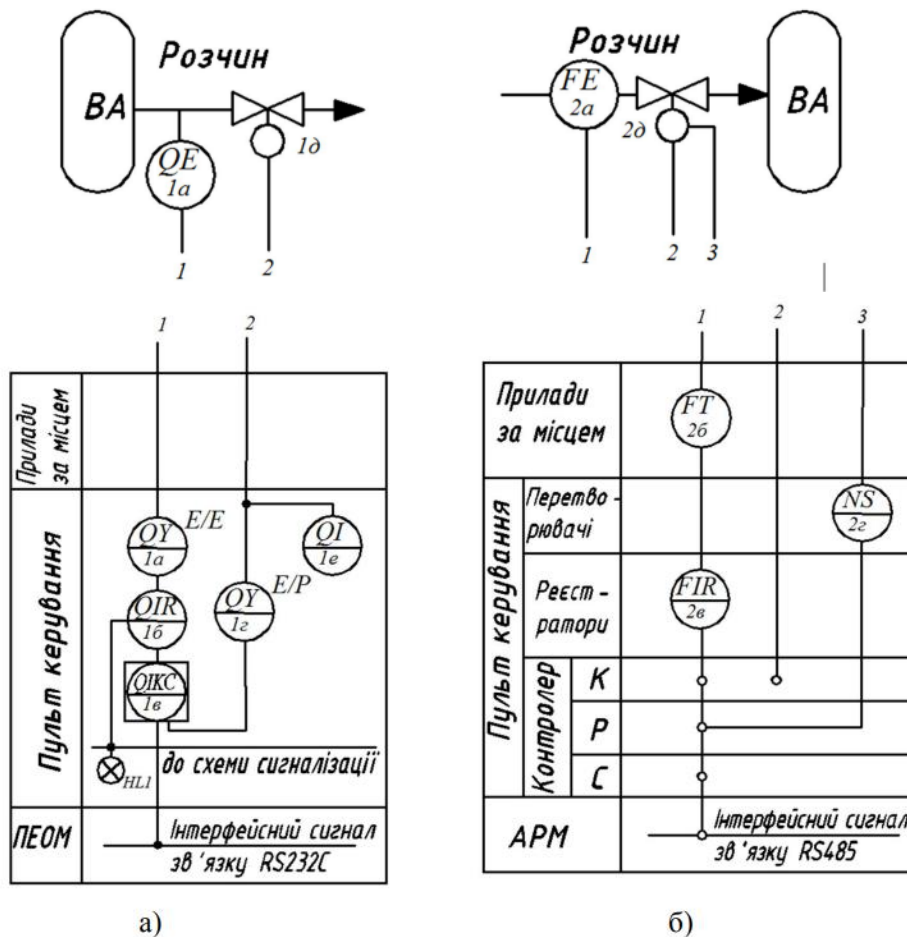 Розчин
ВА
QE
1а
1д
1
2
Розчин
FE
2а
2д
ВА
1
2
3
1
2
Прилади
за місцем
Пульт керування
QY
1а
E/E
QI
1е
QIR
1б
QY
1г
E/P
QIKC
1в
до схеми сигналізації
HL1
ПЕОМ
Інтерфейсний сигнал
зв'язку RS232C
а)
1
2
3
Прилади
за місцем
FT
2б
Пульт керування
Перетво-
рювачі
NS
2г
Реєст-
ратори
FIR
2в
Контролер
К
Р
С
АРМ
Інтерфейсний сигнал
зв'язку RS485
б)